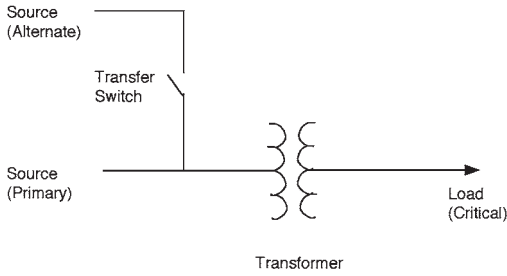 Source
(Alternate)
Transfer
Switch
Source
(Primary)
Load
(Critical)
Transformer